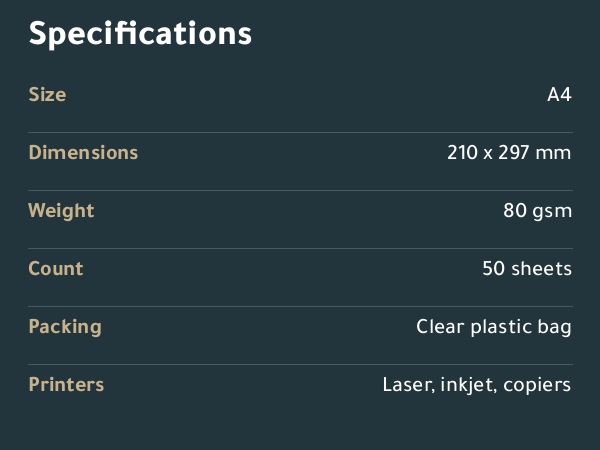 Specifications
Size A4
Dimensions 210 x 297 mm
Weight 80 gsm
Count 50 sheets
Packing Clear plastic bag
Printers Laser, inkjet, copiers